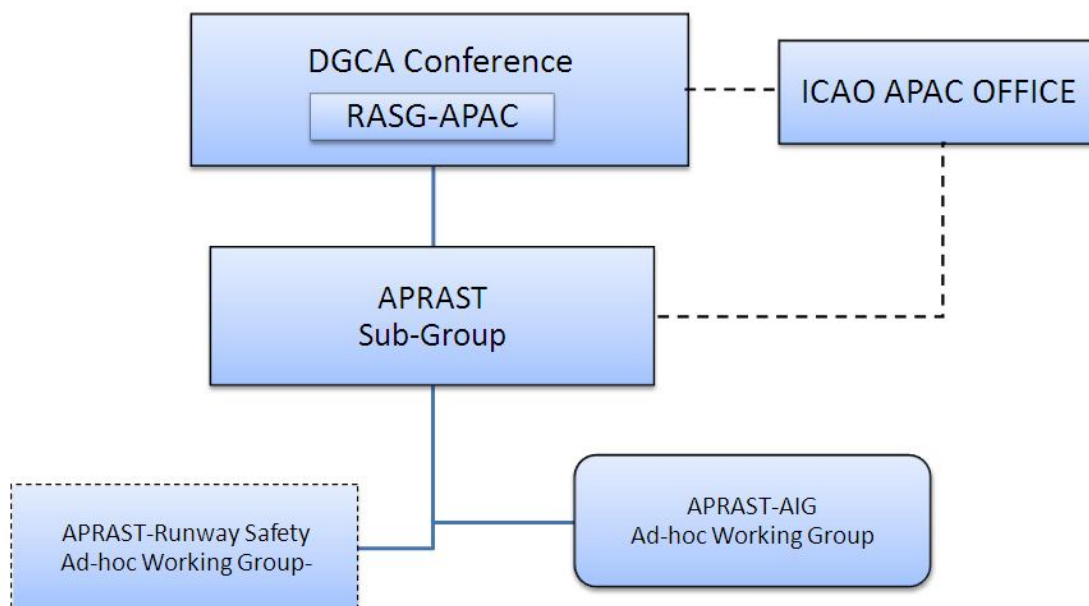 DGCA Conference
RASG-APAC
ICAO APAC OFFICE
APRAST
Sub-Group
APRAST-Runway Safety
Ad-hoc Working Group-
APRAST-AIG
Ad-hoc Working Group